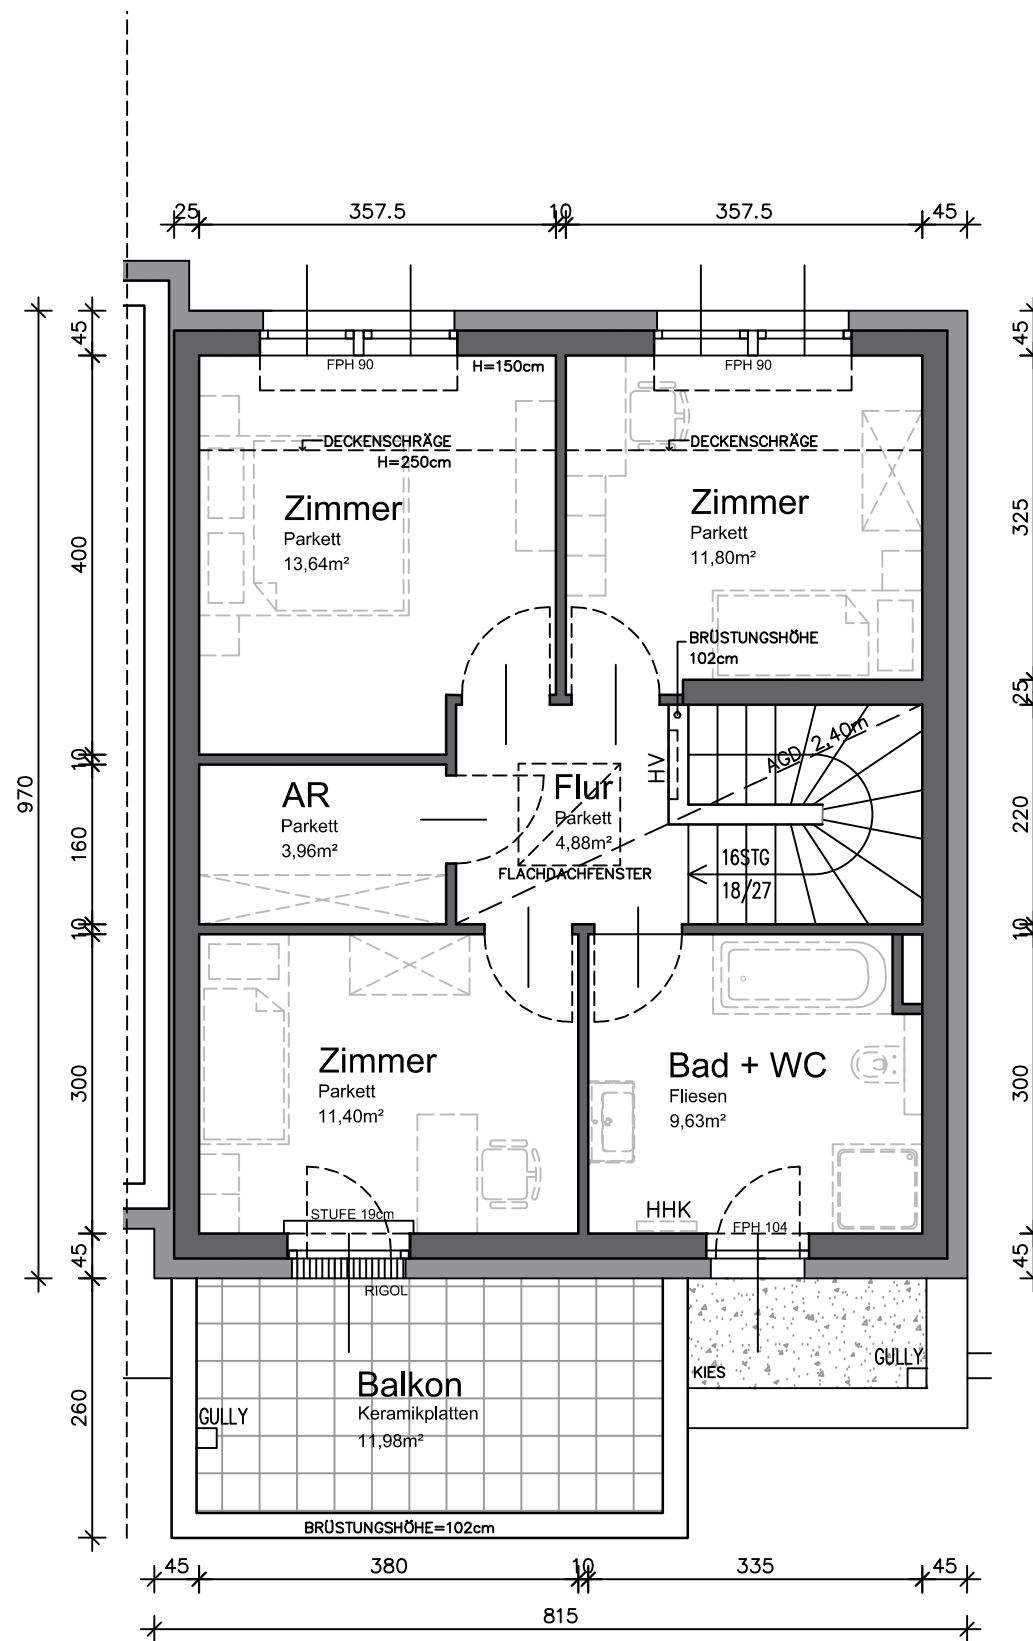 25
357.5
10
357.5
45
45
400
10
160
10
300
45
260
970
45
325
25
220
10
300
45
FPH 90
H=150cm
FPH 90
DECKENSCHRÄGE
H=250cm
DECKENSCHRÄGE
Zimmer
Parkett
13,64m²
Zimmer
Parkett
11,80m²
BRÜSTUNGSHÖHE
102cm
AR
Parkett
3,96m²
Flur
Parkett
4,88m²
FLACHDACHFENSTER
HV
AGD 2,40m
16STG
18/27
Zimmer
Parkett
11,40m²
Bad + WC
Fliesen
9,63m²
HHK
STUFE 19cm
FPH 104
RIGOL
Balkon
Keramikplatten
11,98m²
GULLY
KIES
GULLY
BRÜSTUNGSHÖHE=102cm
45
380
10
335
45
815